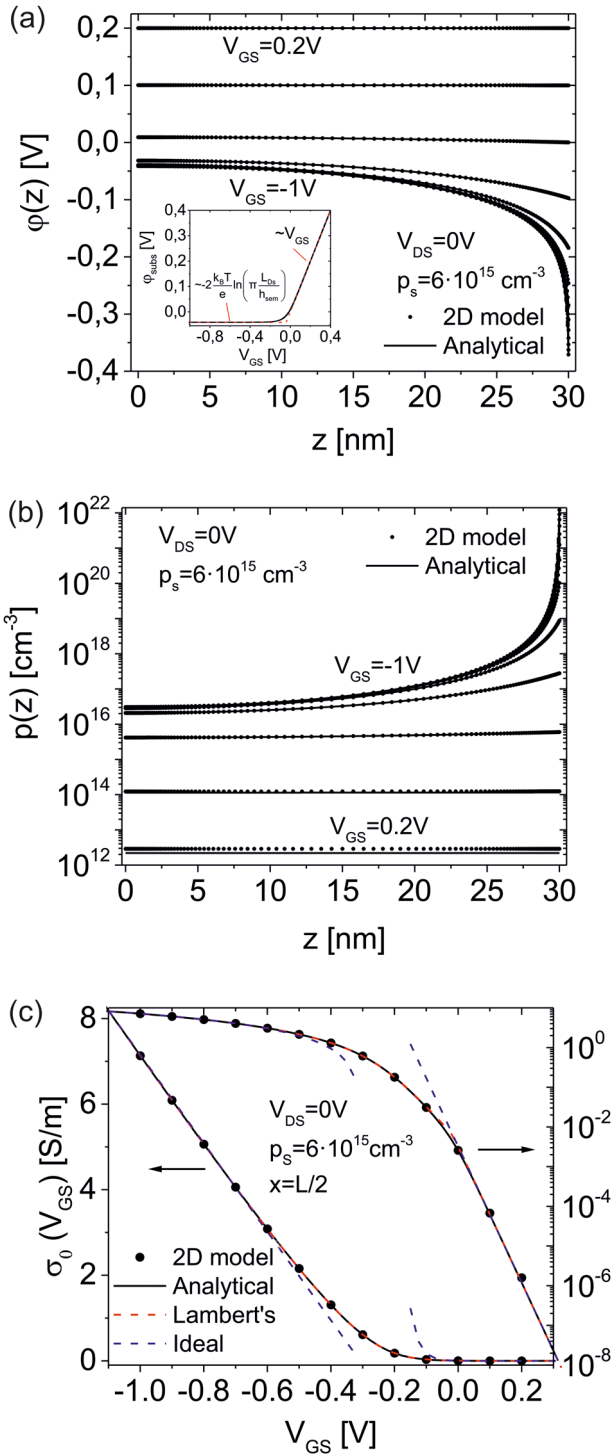 (a)
0,2
0,1
0,0
-0,1
-0,2
-0,3
-0,4
φ(z) [V]
V_GS=0.2V
V_GS=-1V
V_DS=0V
p_s=6·10^15 cm^-3
2D model
Analytical
0,4
0,3
0,2
0,1
0,0
φ_subs [V]
~V_GS
~-2 k_BT/e ln(π L_Ds/h_sem)
-0,8 -0,4 0,0 0,4
V_GS [V]
0 5 10 15 20 25 30
z [nm]
(b)
10^22
10^20
10^18
10^16
10^14
10^12
p(z) [cm^-3]
V_DS=0V
p_s=6·10^15 cm^-3
2D model
Analytical
V_GS=-1V
V_GS=0.2V
0 5 10 15 20 25 30
z [nm]
(c)
8
6
4
2
0
σ_0 (V_GS) [S/m]
10^0
10^-2
10^-4
10^-6
10^-8
V_DS=0V
p_S=6·10^15cm^-3
x=L/2
2D model
Analytical
Lambert's
Ideal
-1.0 -0.8 -0.6 -0.4 -0.2 0.0 0.2
V_GS [V]